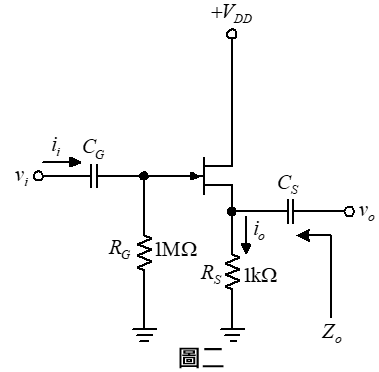 +V_DD
i_i
C_G
v_i
C_S
v_o
i_o
R_G 1MΩ
R_S 1kΩ
Z_o
圖二